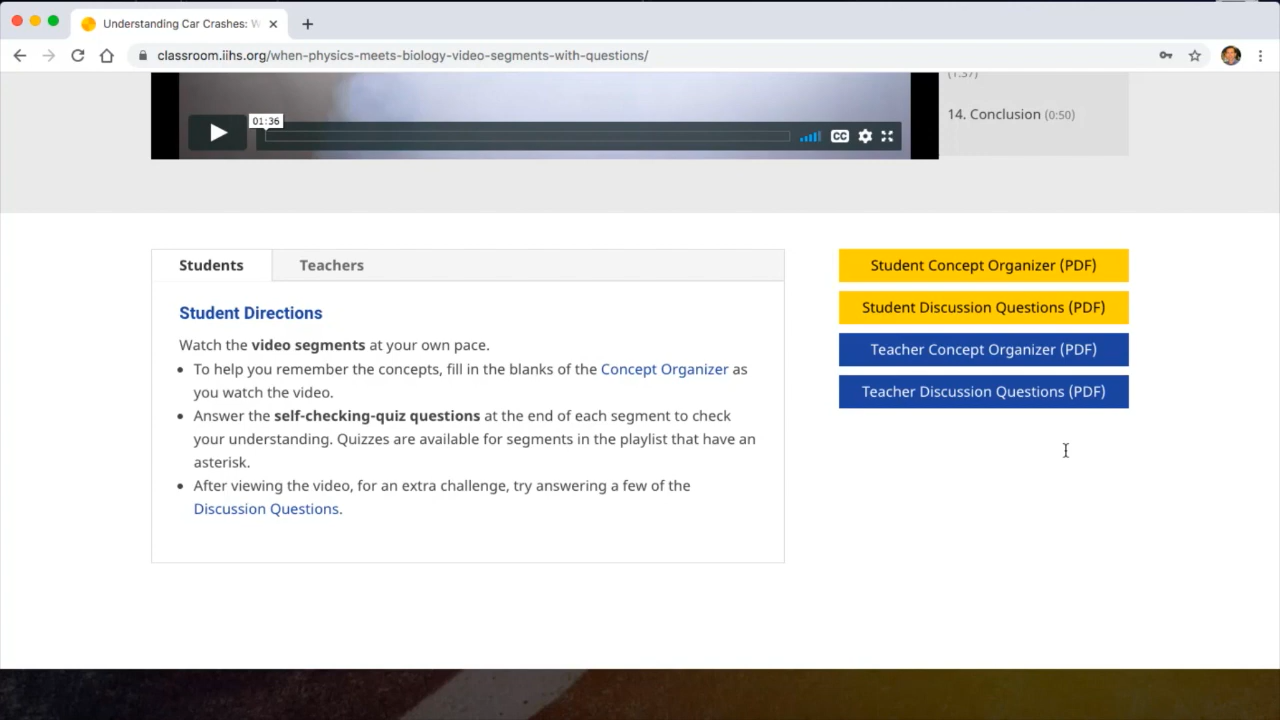 Understanding Car Crashes: W
classroom.iihs.org/when-physics-meets-biology-video-segments-with-questions/
01:36
CC
(1:57)
14. Conclusion (0:50)
Students
Teachers
Student Directions
Watch the video segments at your own pace.
• To help you remember the concepts, fill in the blanks of the Concept Organizer as
you watch the video.
• Answer the self-checking-quiz questions at the end of each segment to check
your understanding. Quizzes are available for segments in the playlist that have an
asterisk.
• After viewing the video, for an extra challenge, try answering a few of the
Discussion Questions.
Student Concept Organizer (PDF)
Student Discussion Questions (PDF)
Teacher Concept Organizer (PDF)
Teacher Discussion Questions (PDF)